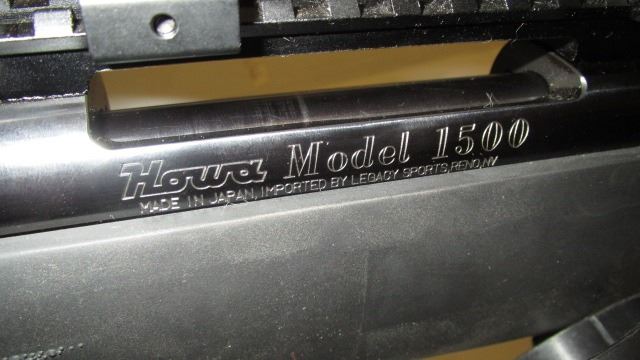 Howa Model 1500
MADE IN JAPAN, IMPORTED BY LEGACY SPORTS, RENO, NV